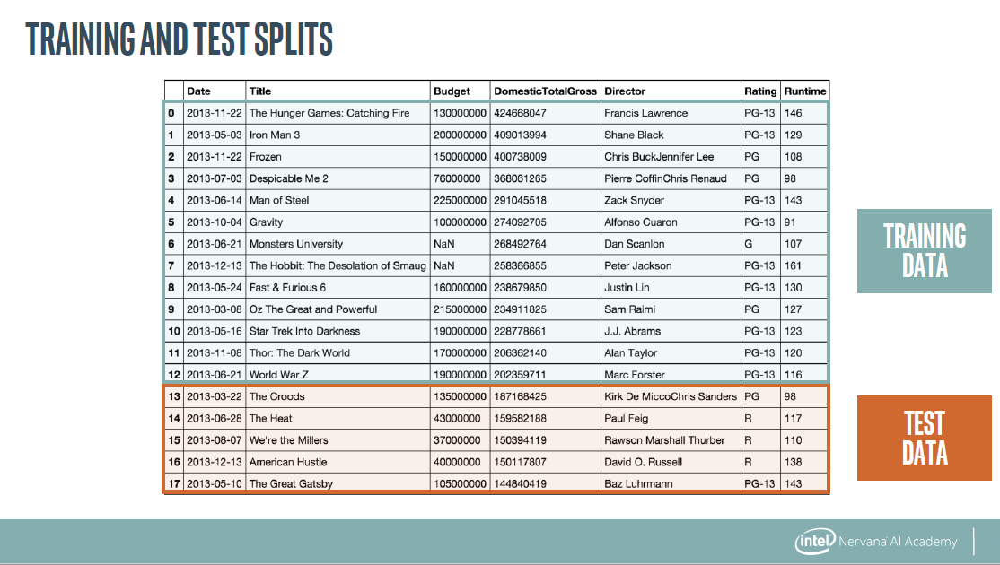 TRAINING AND TEST SPLITS
Date Title Budget DomesticTotalGross Director Rating Runtime
0 2013-11-22 The Hunger Games: Catching Fire 130000000 424668047 Francis Lawrence PG-13 146
1 2013-05-03 Iron Man 3 200000000 409013994 Shane Black PG-13 129
2 2013-11-22 Frozen 150000000 400738009 Chris BuckJennifer Lee PG 108
3 2013-07-03 Despicable Me 2 76000000 368061265 Pierre CoffinChris Renaud PG 98
4 2013-06-14 Man of Steel 225000000 291045518 Zack Snyder PG-13 143
5 2013-10-04 Gravity 100000000 274092705 Alfonso Cuaron PG-13 91
6 2013-06-21 Monsters University NaN 268492764 Dan Scanlon G 107
7 2013-12-13 The Hobbit: The Desolation of Smaug NaN 258366855 Peter Jackson PG-13 161
8 2013-05-24 Fast & Furious 6 160000000 238679850 Justin Lin PG-13 130
9 2013-03-08 Oz The Great and Powerful 215000000 234911825 Sam Raimi PG 127
10 2013-05-16 Star Trek Into Darkness 190000000 228778661 J.J. Abrams PG-13 123
11 2013-11-08 Thor: The Dark World 170000000 206362140 Alan Taylor PG-13 120
12 2013-06-21 World War Z 190000000 202359711 Marc Forster PG-13 116
13 2013-03-22 The Croods 135000000 187168425 Kirk De MiccoChris Sanders PG 98
14 2013-06-28 The Heat 43000000 159582188 Paul Feig R 117
15 2013-08-07 We're the Millers 37000000 150394119 Rawson Marshall Thurber R 110
16 2013-12-13 American Hustle 40000000 150117807 David O. Russell R 138
17 2013-05-10 The Great Gatsby 105000000 144840419 Baz Luhrmann PG-13 143
TRAINING
DATA
TEST
DATA
intel Nervana AI Academy